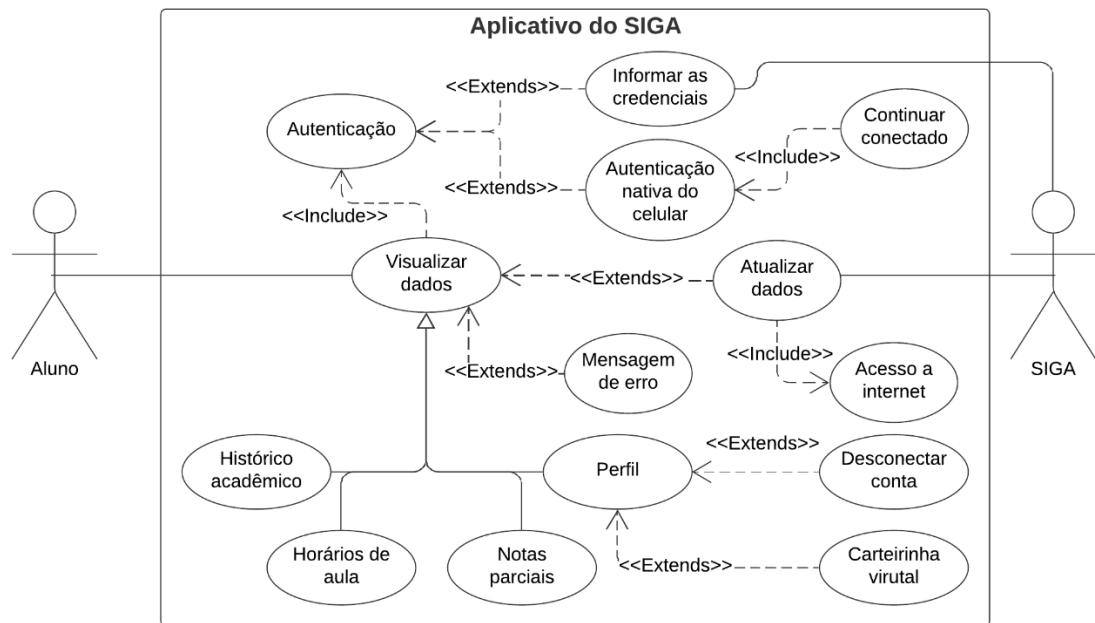 Aplicativo do SIGA
<<Extends>>
Informar as
credenciais
Autenticação
Continuar
conectado
<<Include>>
<<Extends>>
Autenticação
nativa do
celular
<<Include>>
Visualizar
dados
<<Extends>>
Atualizar
dados
Aluno
SIGA
<<Extends>>
Mensagem
de erro
<<Include>>
Acesso a
internet
Histórico
acadêmico
Perfil
<<Extends>>
Desconectar
conta
Horários de
aula
Notas
parciais
<<Extends>>
Carteirinha
virutal